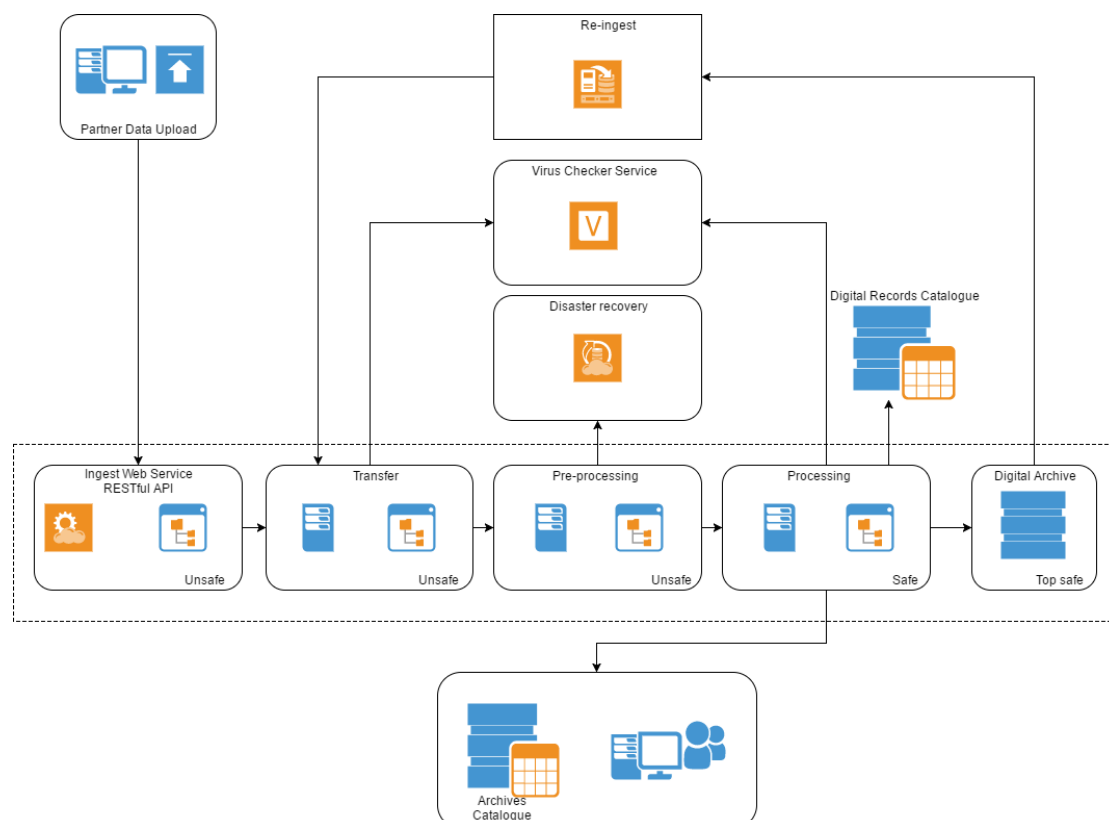 Re-ingest
Partner Data Upload
Virus Checker Service
V
Disaster recovery
Digital Records Catalogue
Ingest Web Service
RESTful API
Unsafe
Transfer
Unsafe
Pre-processing
Unsafe
Processing
Safe
Digital Archive
Top safe
Archives
Catalogue